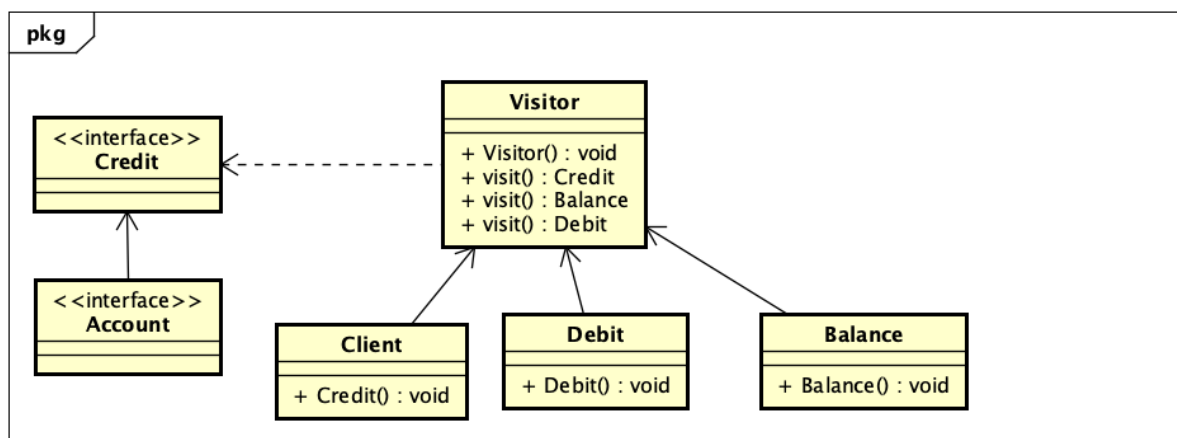 pkg
<<interface>>
Credit
<<interface>>
Account
Visitor
+ Visitor() : void
+ visit() : Credit
+ visit() : Balance
+ visit() : Debit
Client
+ Credit() : void
Debit
+ Debit() : void
Balance
+ Balance() : void